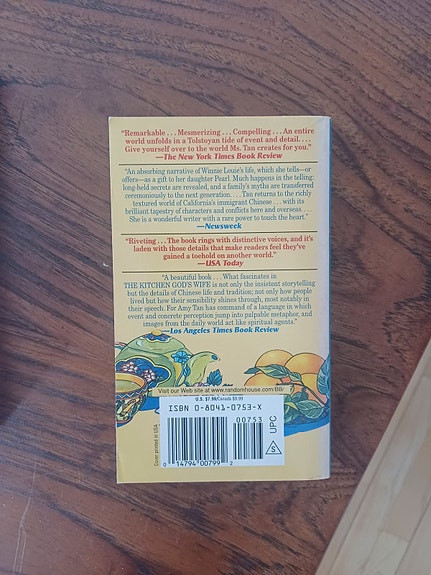 “Remarkable . . . Mesmerizing . . . Compelling . . . An entire
world unfolds in a Tolstoyan tide of event and detail. . . .
Give yourself over to the world Ms. Tan creates for you.”
—The New York Times Book Review
“An absorbing narrative of Winnie Louie's life, which she tells—or
offers—as a gift to her daughter Pearl. Much happens in the telling:
long-held secrets are revealed, and a family's myths are transferred
ceremoniously to the next generation. . . . Tan returns to the richly
textured world of California's immigrant Chinese . . . with its
brilliant tapestry of characters and conflicts here and overseas. . . .
She is a wonderful writer with a rare power to touch the heart.”
—Newsweek
“Riveting . . . The book rings with distinctive voices, and it's
laden with those details that make readers feel they've
gained a toehold on another world.”
—USA Today
“A beautiful book . . . What fascinates in
THE KITCHEN GOD'S WIFE is not only the insistent storytelling
but the details of Chinese life and tradition; not only how people
lived but how their sensibility shines through, most notably in
their speech. For Amy Tan has command of a language in which
event and concrete perception jump into palpable metaphor, and
images from the daily world act like spiritual agents.”
—Los Angeles Times Book Review
Visit our Web site at www.randomhouse.com/BB/
U.S. $7.99/Canada $9.99
ISBN 0-8041-0753-X
00753
0 14794 00799 2
S UPC
Cover printed in USA